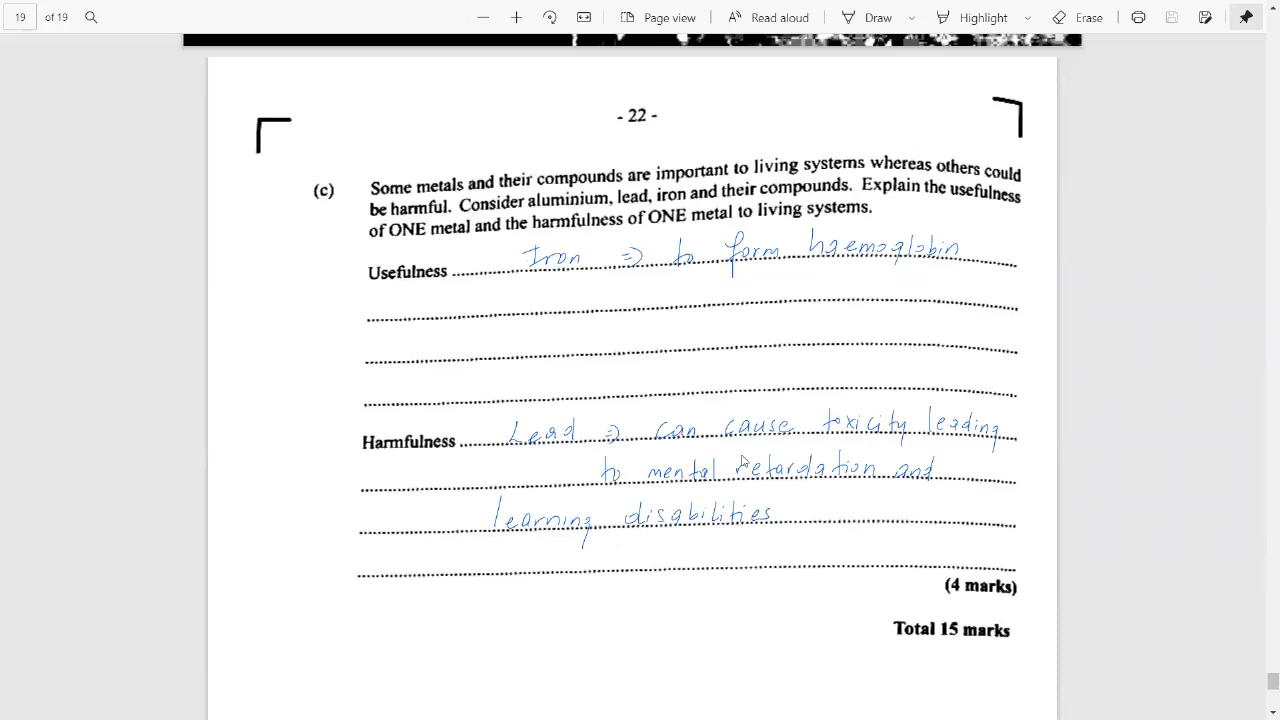 19 of 19
Page view
Read aloud
Draw
Highlight
Erase
- 22 -
(c) Some metals and their compounds are important to living systems whereas others could
be harmful. Consider aluminium, lead, iron and their compounds. Explain the usefulness
of ONE metal and the harmfulness of ONE metal to living systems.
Usefulness Iron ⇒ to form haemoglobin
Harmfulness Lead ⇒ can cause toxicity leading
to mental retardation and
learning disabilities
(4 marks)
Total 15 marks